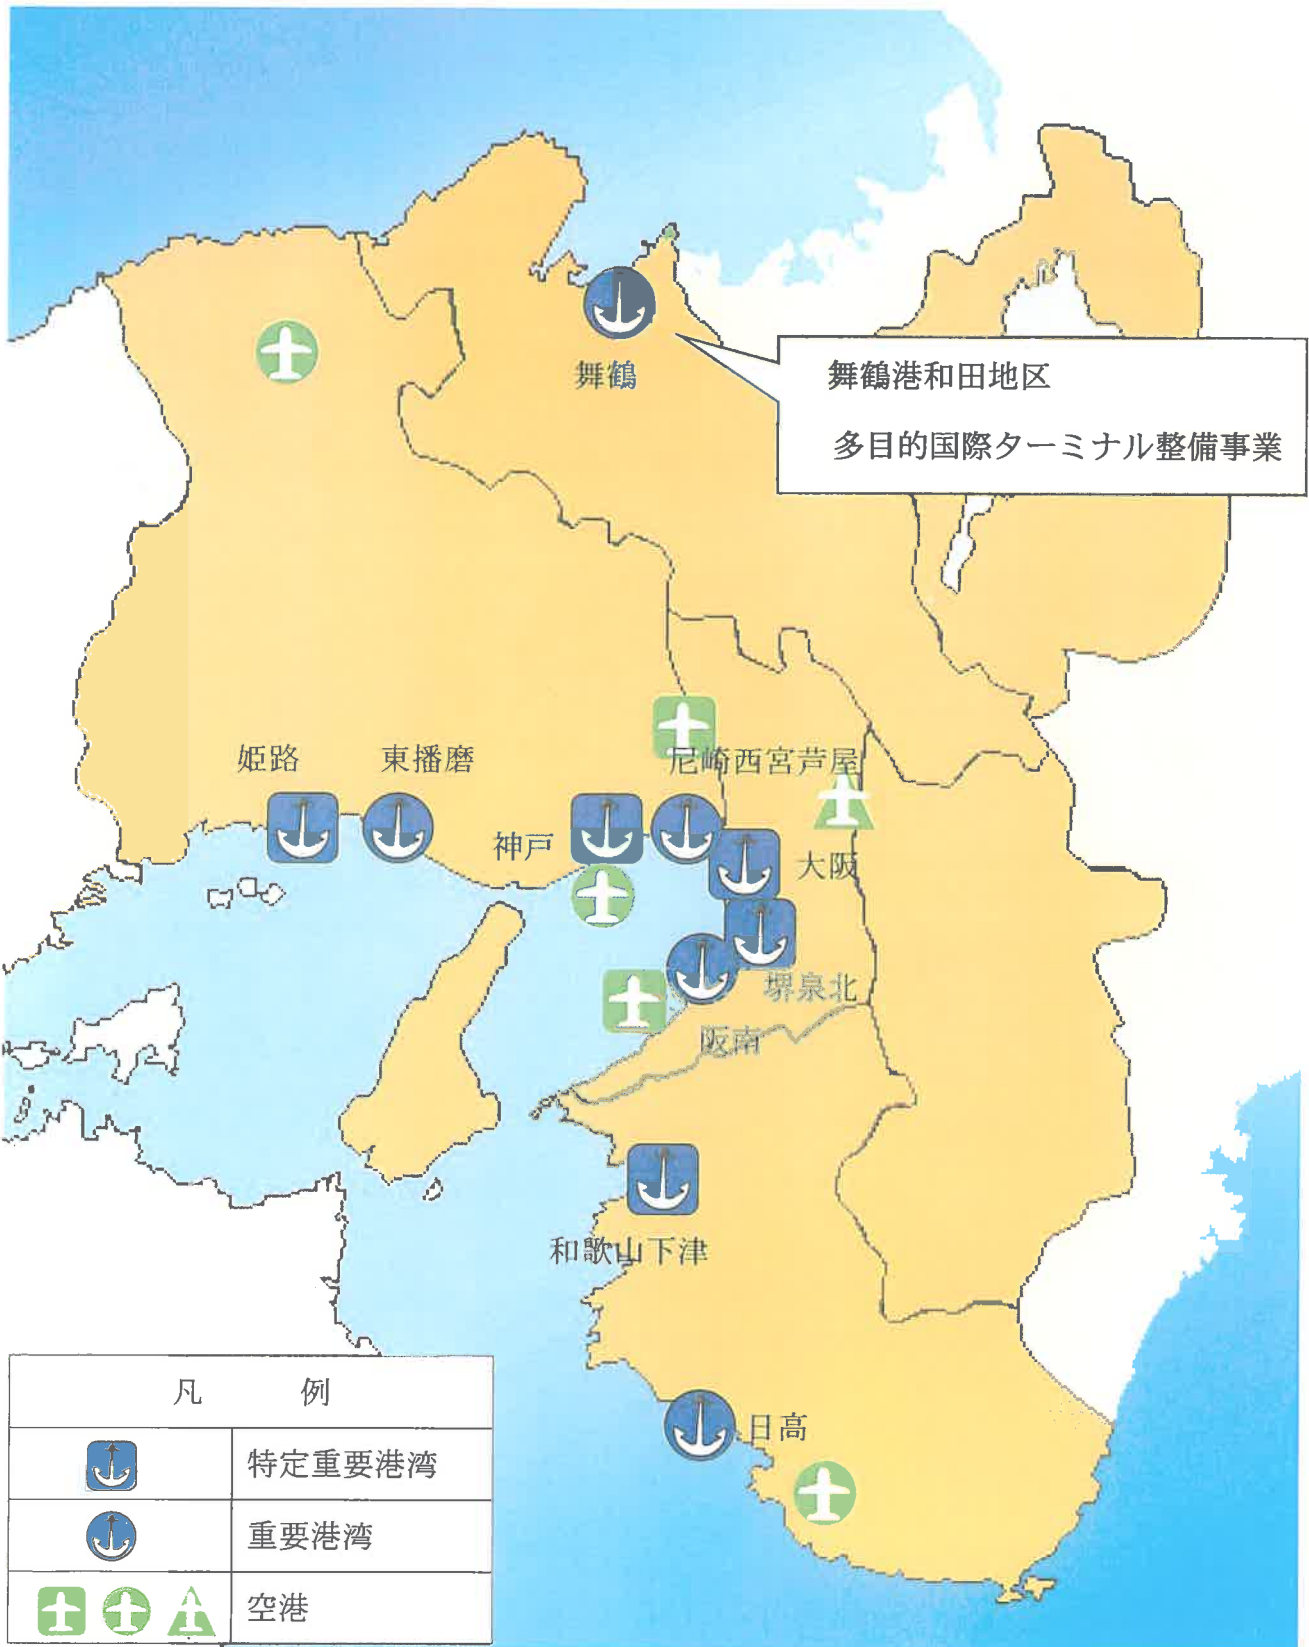 舞鶴
舞鶴港和田地区
多目的国際ターミナル整備事業
姫路
東播磨
尼崎西宮芦屋
神戸
大阪
堺泉北
阪南
和歌山下津
日高
凡 例
特定重要港湾
重要港湾
空港